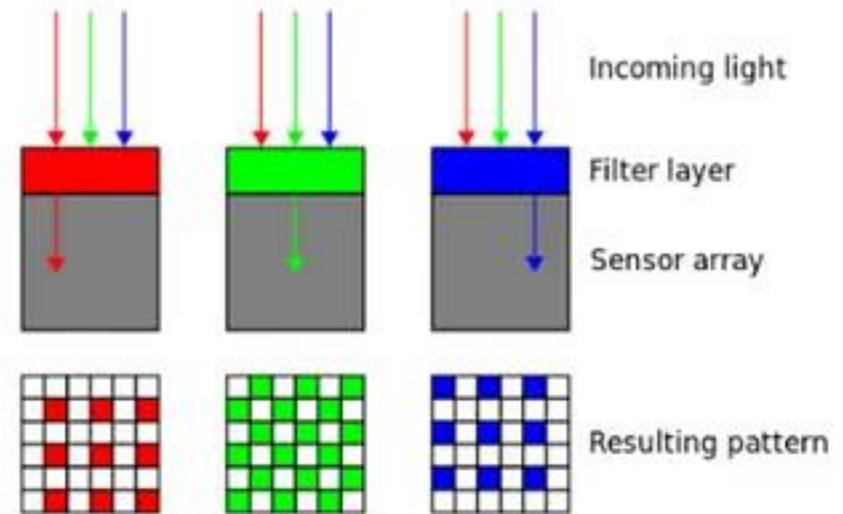 Incoming light
Filter layer
Sensor array
Resulting pattern